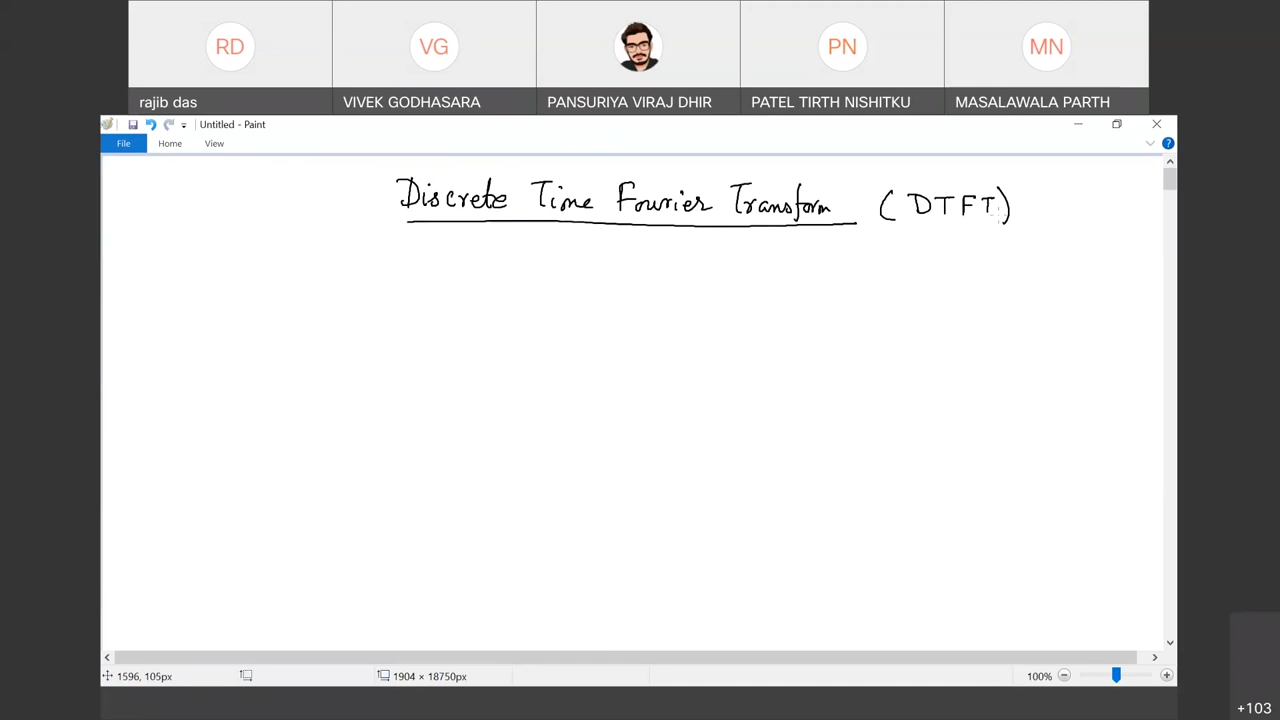 RD VG PN MN
rajib das VIVEK GODHASARA PANSURIYA VIRAJ DHIR PATEL TIRTH NISHITKU MASALAWALA PARTH
Untitled - Paint
File Home View
Discrete Time Fourier Transform (DTFT)
1596, 105px 1904 × 18750px 100%
+103